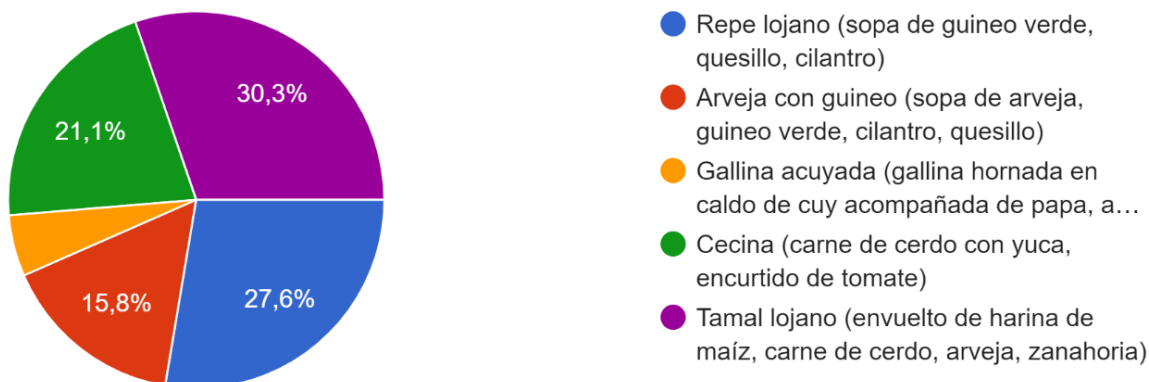 30,3%
21,1%
15,8%
27,6%
Repe lojano (sopa de guineo verde,
quesillo, cilantro)
Arveja con guineo (sopa de arveja,
guineo verde, cilantro, quesillo)
Gallina acuyada (gallina hornada en
caldo de cuy acompañada de papa, a…
Cecina (carne de cerdo con yuca,
encurtido de tomate)
Tamal lojano (envuelto de harina de
maíz, carne de cerdo, arveja, zanahoria)